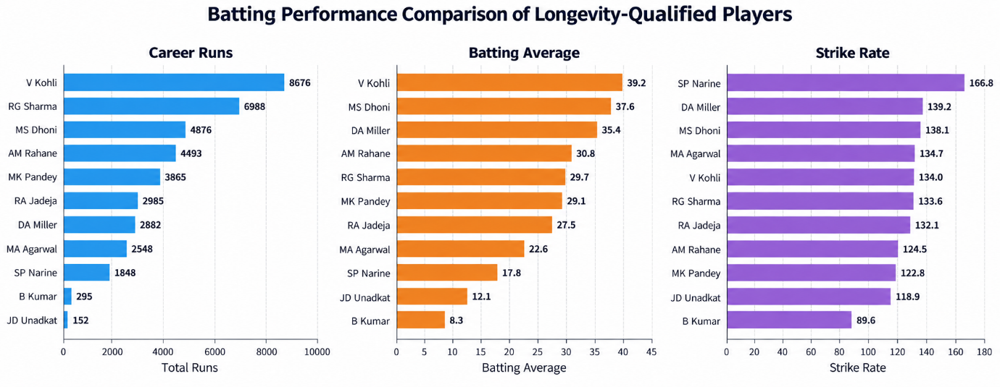 Batting Performance Comparison of Longevity-Qualified Players
Career Runs
V Kohli 8676
RG Sharma 6988
MS Dhoni 4876
AM Rahane 4493
MK Pandey 3865
RA Jadeja 2985
DA Miller 2882
MA Agarwal 2548
SP Narine 1848
B Kumar 295
JD Unadkat 152
0 2000 4000 6000 8000 10000
Total Runs
Batting Average
V Kohli 39.2
MS Dhoni 37.6
DA Miller 35.4
AM Rahane 30.8
RG Sharma 29.7
MK Pandey 29.1
RA Jadeja 27.5
MA Agarwal 22.6
SP Narine 17.8
JD Unadkat 12.1
B Kumar 8.3
0 5 10 15 20 25 30 35 40 45
Batting Average
Strike Rate
SP Narine 166.8
DA Miller 139.2
MS Dhoni 138.1
MA Agarwal 134.7
V Kohli 134.0
RG Sharma 133.6
RA Jadeja 132.1
AM Rahane 124.5
MK Pandey 122.8
JD Unadkat 118.9
B Kumar 89.6
0 20 40 60 80 100 120 140 160 180
Strike Rate